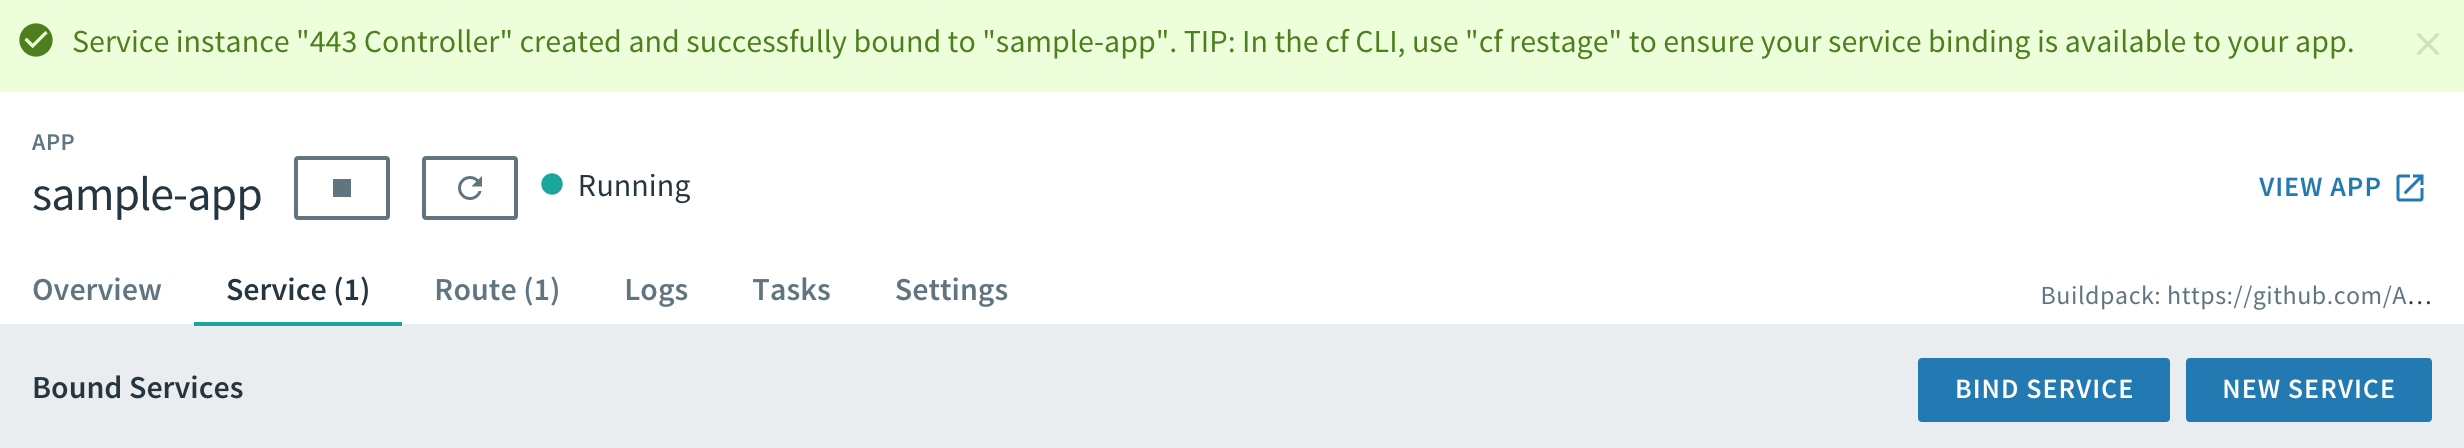 Service instance "443 Controller" created and successfully bound to "sample-app". TIP: In the cf CLI, use "cf restage" to ensure your service binding is available to your app.
APP
sample-app
Running
VIEW APP
Overview
Service (1)
Route (1)
Logs
Tasks
Settings
Buildpack: https://github.com/A...
Bound Services
BIND SERVICE
NEW SERVICE